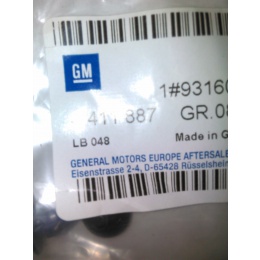 GM
1#93160
411 887 GR.08
LB 048 Made in G
GENERAL MOTORS EUROPE AFTERSALE
Eisenstrasse 2-4, D-65428 Rüsselsheim